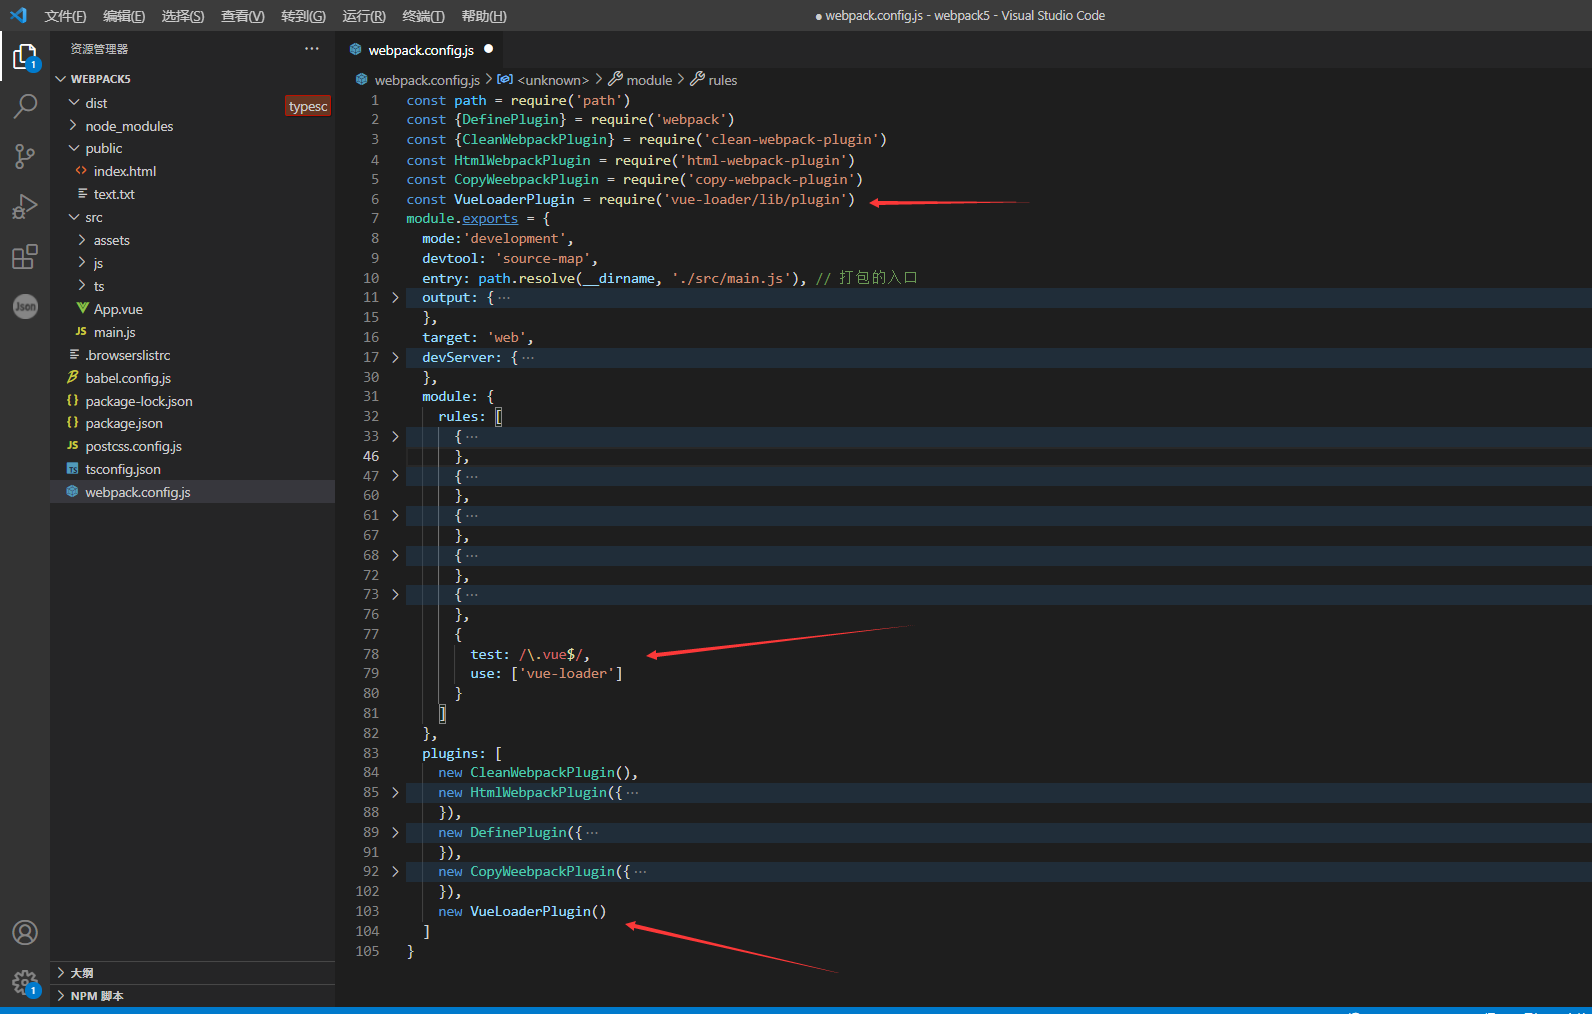 文件(F) 编辑(E) 选择(S) 查看(V) 转到(G) 运行(R) 终端(T) 帮助(H)
● webpack.config.js - webpack5 - Visual Studio Code
资源管理器 ···
WEBPACK5
dist
typesc
node_modules
public
<> index.html
text.txt
src
assets
js
ts
App.vue
JS main.js
.browserslistrc
babel.config.js
{} package-lock.json
{} package.json
JS postcss.config.js
TS tsconfig.json
webpack.config.js
大纲
NPM 脚本
1
Json
1
webpack.config.js ●
webpack.config.js > <unknown> > module > rules
1 const path = require('path')
2 const {DefinePlugin} = require('webpack')
3 const {CleanWebpackPlugin} = require('clean-webpack-plugin')
4 const HtmlWebpackPlugin = require('html-webpack-plugin')
5 const CopyWeebpackPlugin = require('copy-webpack-plugin')
6 const VueLoaderPlugin = require('vue-loader/lib/plugin')
7 module.exports = {
8 mode:'development',
9 devtool: 'source-map',
10 entry: path.resolve(__dirname, './src/main.js'), // 打包的入口
11 output: {···
15 },
16 target: 'web',
17 devServer: {···
30 },
31 module: {
32 rules: [
33 {···
46 },
47 {···
60 },
61 {···
67 },
68 {···
72 },
73 {···
76 },
77 {
78 test: /\.vue$/,
79 use: ['vue-loader']
80 }
81 ]
82 },
83 plugins: [
84 new CleanWebpackPlugin(),
85 new HtmlWebpackPlugin({···
88 }),
89 new DefinePlugin({···
91 }),
92 new CopyWeebpackPlugin({···
102 }),
103 new VueLoaderPlugin()
104 ]
105 }